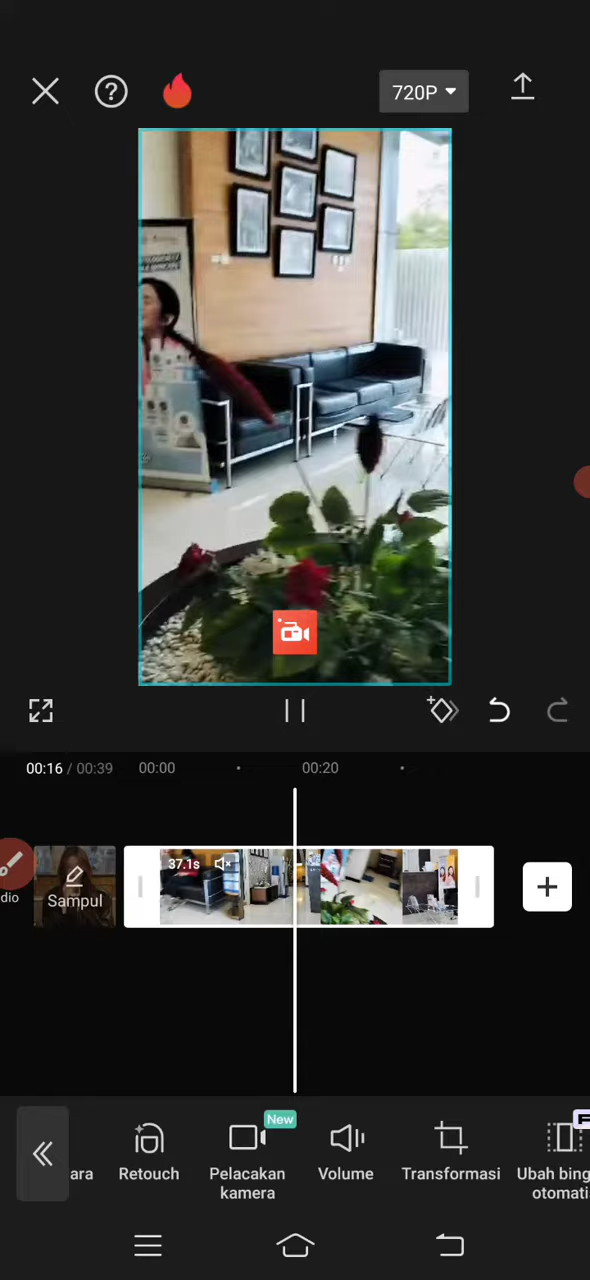 720P
00:16 / 00:39
00:00
00:20
37.1s
dio
Sampul
New
ara
Retouch
Pelacakan
kamera
Volume
Transformasi
Ubah bing
otomati